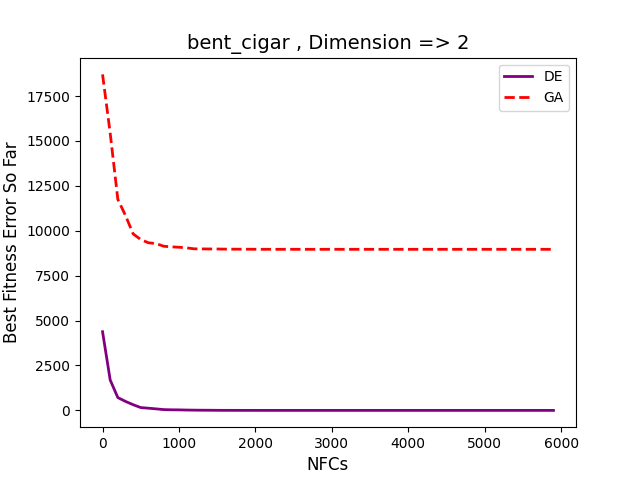 bent_cigar , Dimension => 2
DE
GA
Best Fitness Error So Far
17500
15000
12500
10000
7500
5000
2500
0
0 1000 2000 3000 4000 5000 6000
NFCs